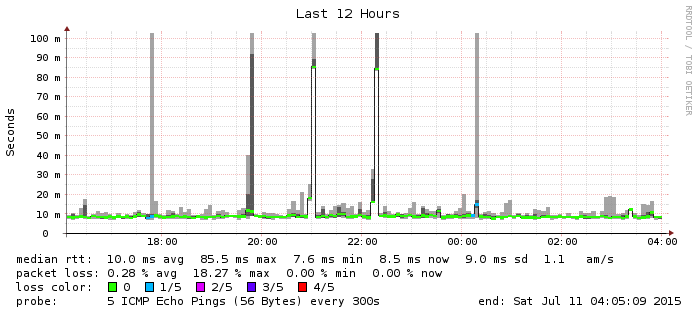 Last 12 Hours
RRDTOOL / TOBI OETIKER
Seconds
100 m
90 m
80 m
70 m
60 m
50 m
40 m
30 m
20 m
10 m
0
18:00 20:00 22:00 00:00 02:00 04:00
median rtt: 10.0 ms avg 85.5 ms max 7.6 ms min 8.5 ms now 9.0 ms sd 1.1 am/s
packet loss: 0.28 % avg 18.27 % max 0.00 % min 0.00 % now
loss color: 0 1/5 2/5 3/5 4/5
probe: 5 ICMP Echo Pings (56 Bytes) every 300s end: Sat Jul 11 04:05:09 2015